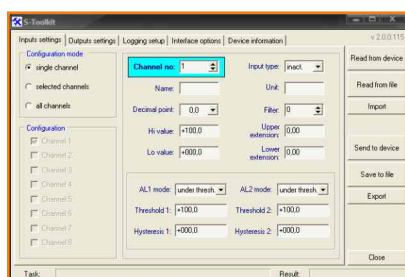 S-Toolkit
Inputs settings Outputs settings Logging setup Interface options Device information
v 2.0.0.115
Configuration mode
single channel
selected channels
all channels
Configuration
Channel 1
Channel 2
Channel 3
Channel 4
Channel 5
Channel 6
Channel 7
Channel 8
Channel no: 1
Input type: inact.
Name:
Unit:
Decimal point: 0,0
Filter: 0
Hi value: +100,0
Upper extension: 0,00
Lo value: +000,0
Lower extension: 0,00
AL1 mode: under thresh.
AL2 mode: under thresh.
Threshold 1: +100,0
Threshold 2: +100,0
Hysteresis 1: +000,0
Hysteresis 2: +000,0
Read from device
Read from file
Import
Send to device
Save to file
Export
Close
Task:
Result: